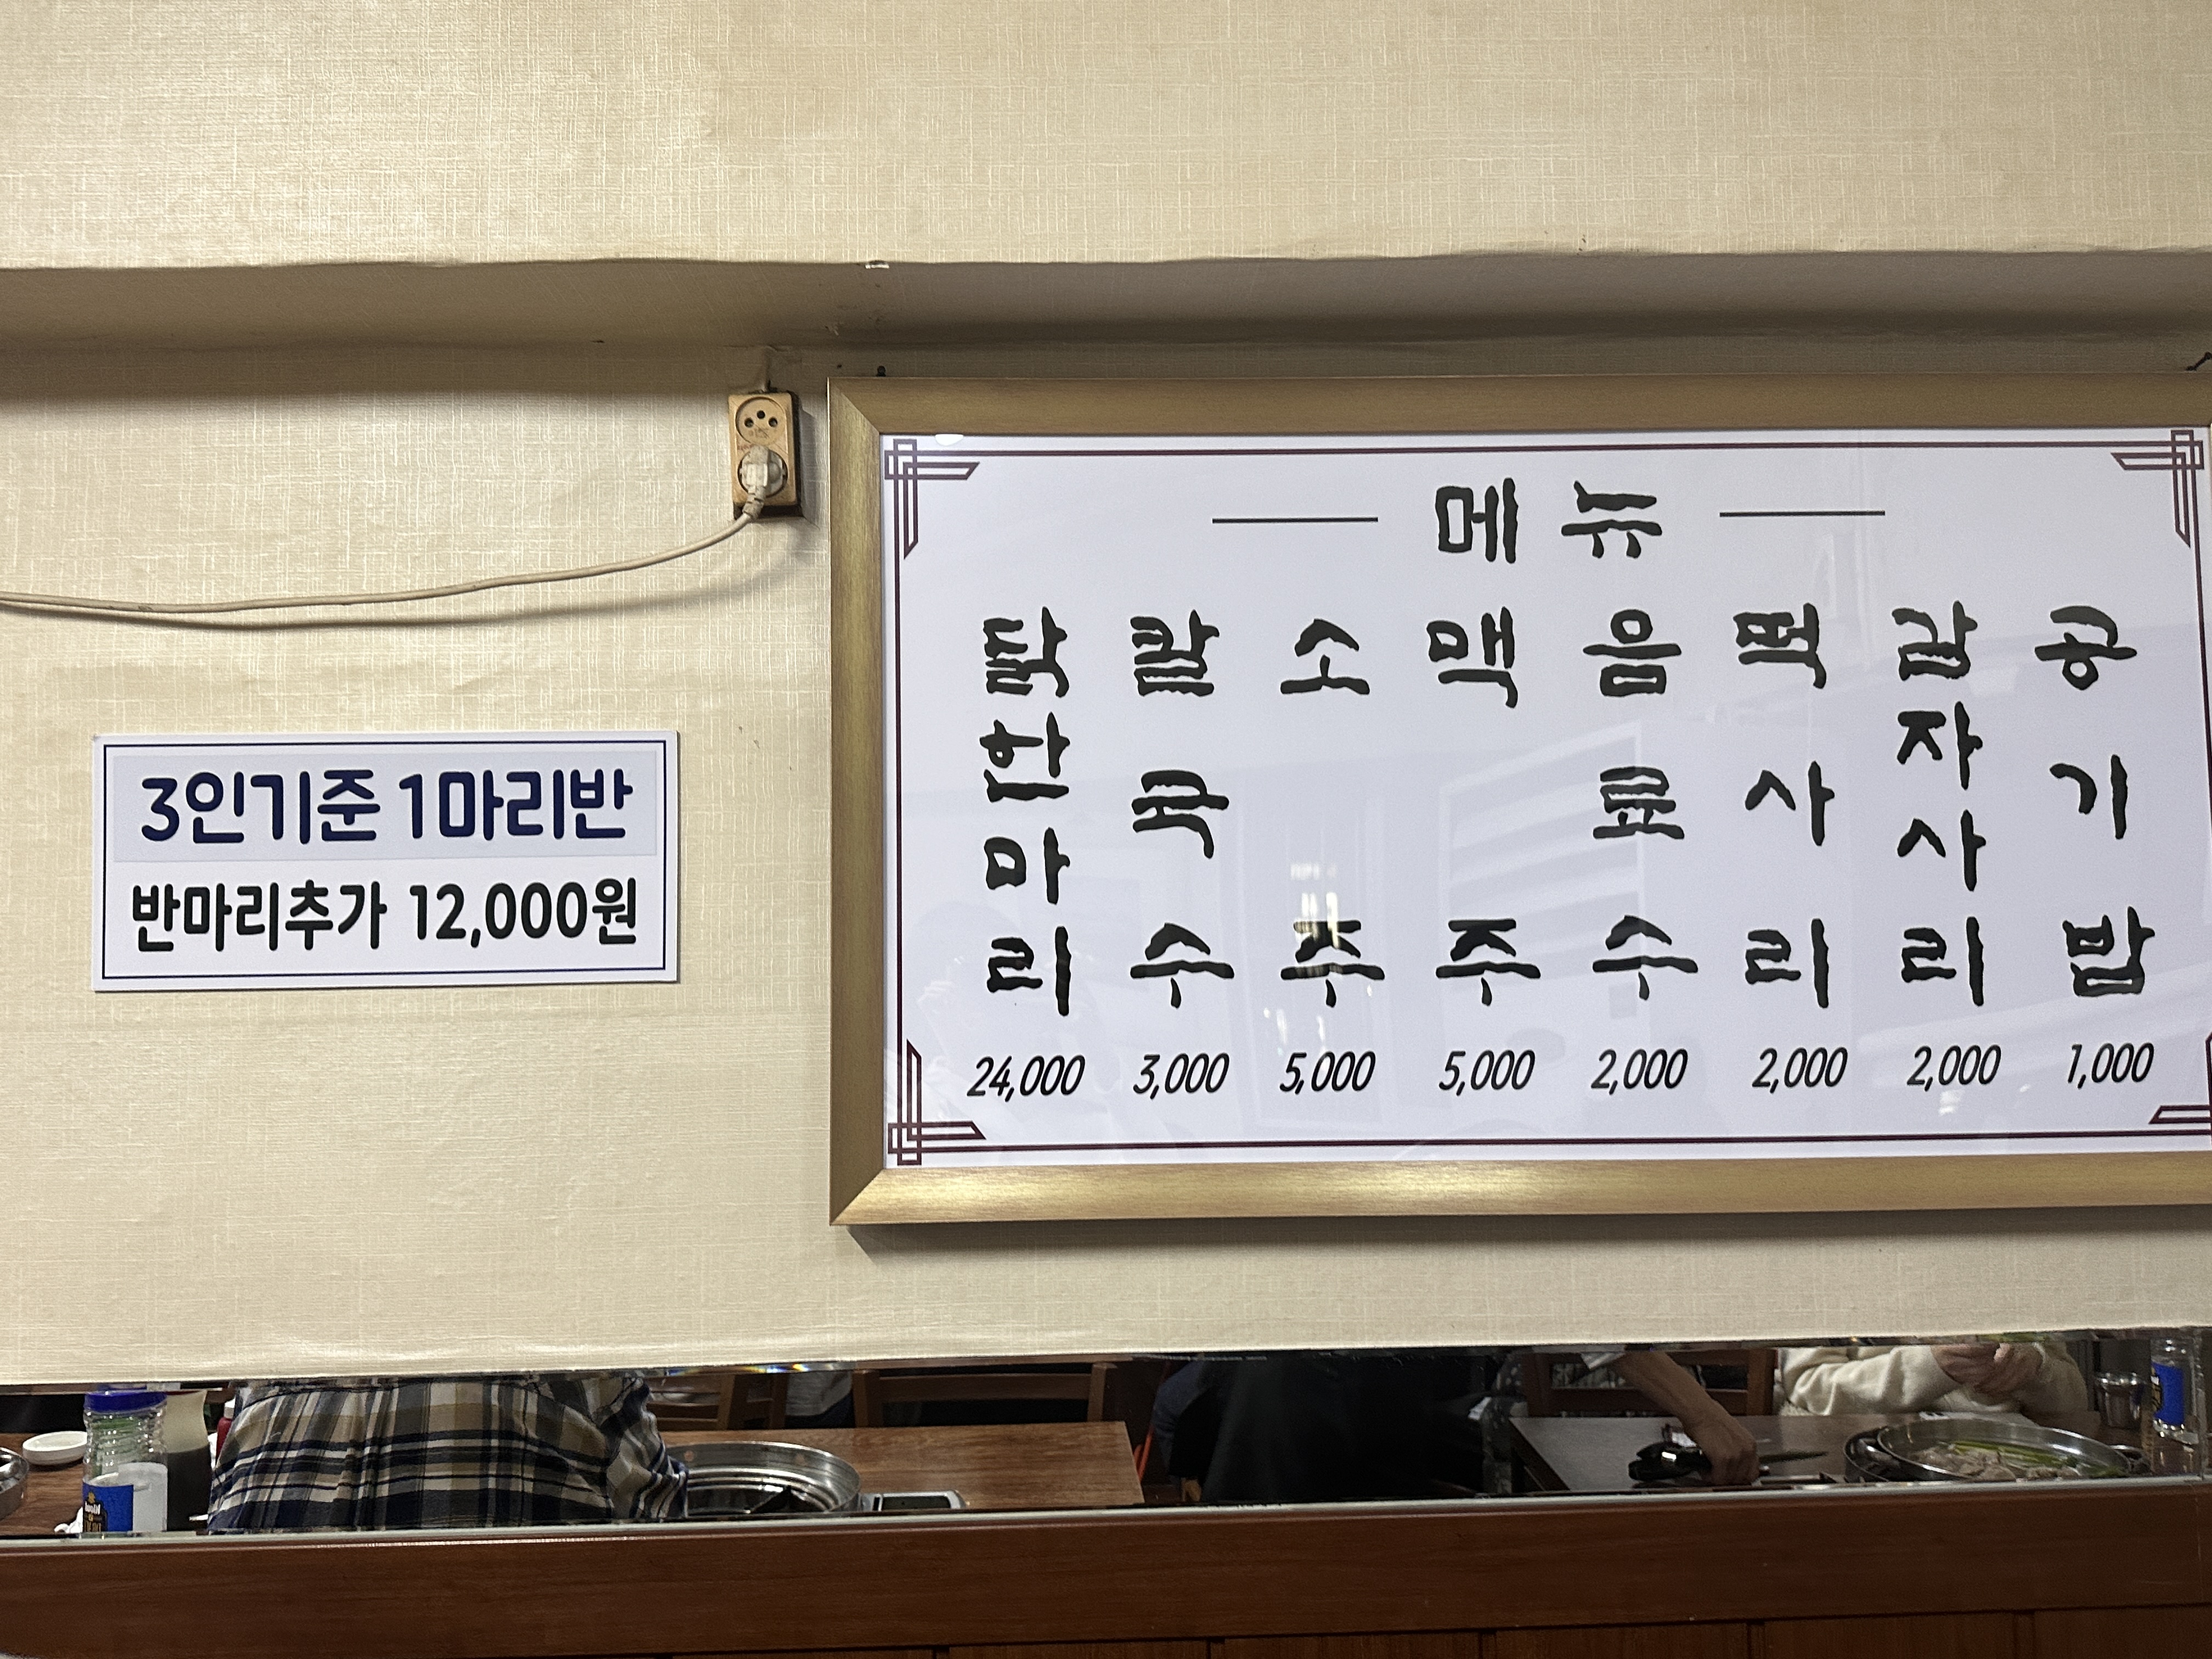 3인기준 1마리반
반마리추가 12,000원
메뉴
닭한마리 24,000
칼국수 3,000
소주 5,000
맥주 5,000
음료수 2,000
떡사리 2,000
감자사리 2,000
공기밥 1,000